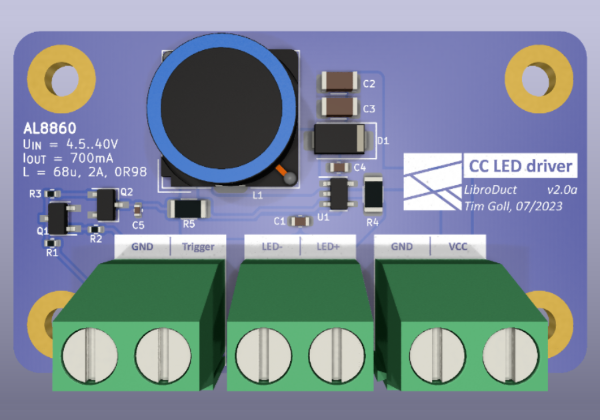 AL8860
UIN = 4.5..40V
IOUT = 700mA
L = 68u, 2A, 0R98
C2
C3
D1
C4
L1
U1
R4
CC LED driver
LibroDuct v2.0a
Tim Goll, 07/2023
R3
Q2
Q1
C5
R2
R1
R5
C1
GND Trigger
LED- LED+
GND VCC